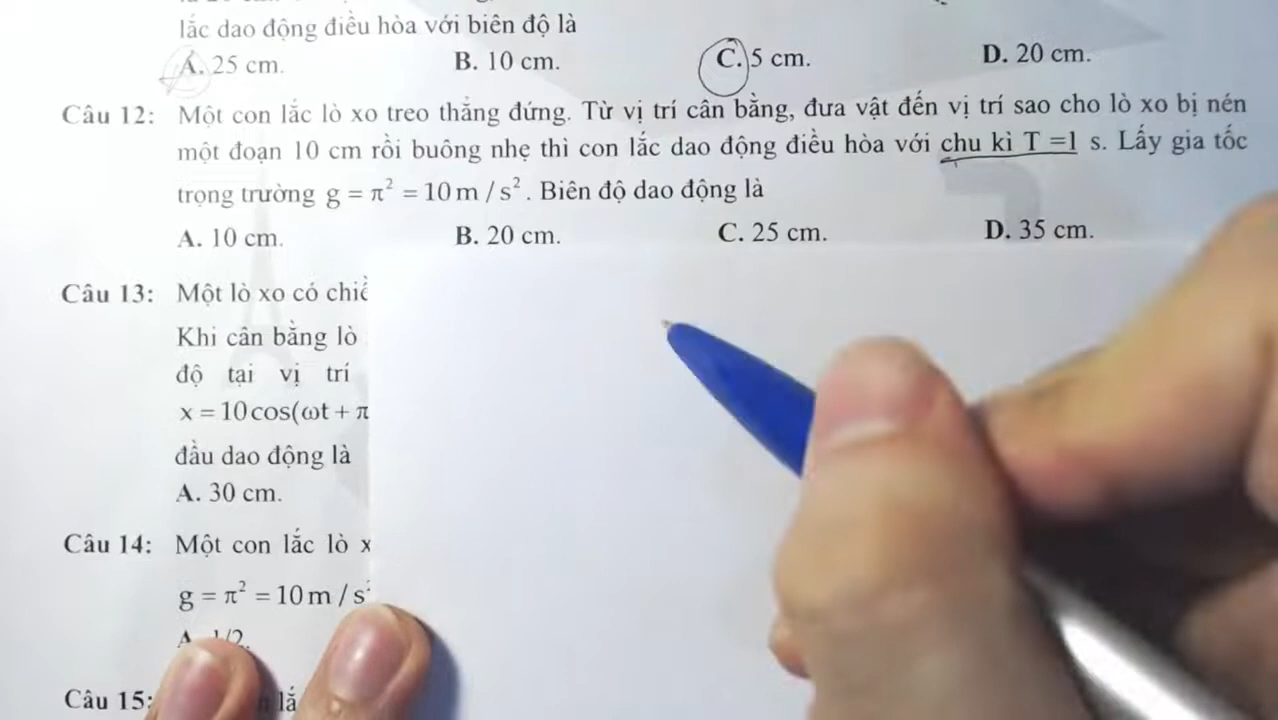 lắc dao động điều hòa với biên độ là
A. 25 cm. B. 10 cm. C. 5 cm. D. 20 cm.
Câu 12: Một con lắc lò xo treo thẳng đứng. Từ vị trí cân bằng, đưa vật đến vị trí sao cho lò xo bị nén
một đoạn 10 cm rồi buông nhẹ thì con lắc dao động điều hòa với chu kì T =1 s. Lấy gia tốc
trọng trường g = π² = 10 m / s². Biên độ dao động là
A. 10 cm. B. 20 cm. C. 25 cm. D. 35 cm.
Câu 13: Một lò xo có
Khi cân bằng lò
độ tại vị trí
x = 10cos(ωt + π
đầu dao động là
A. 30 cm.
Câu 14: Một con lắc lò
g = π² = 10 m / s
Câu 15: